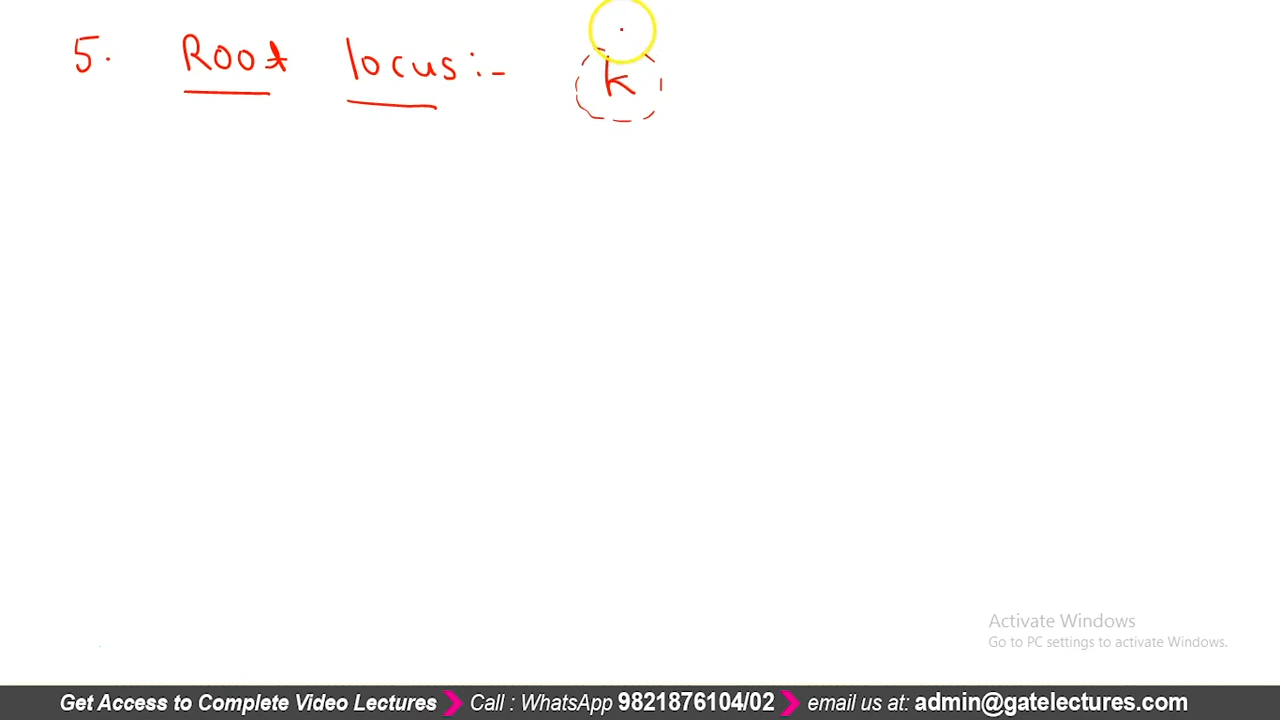 5. Root locus :- K
Activate Windows
Go to PC settings to activate Windows.
Get Access to Complete Video Lectures Call : WhatsApp 9821876104/02 email us at: admin@gatelectures.com